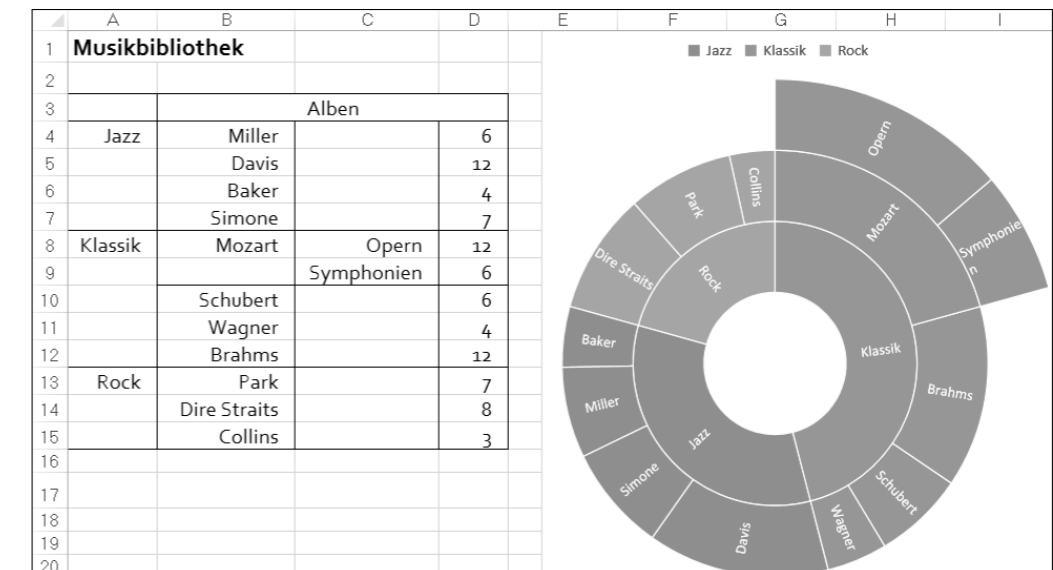 A B C D E F G H I
1 Musikbibliothek
2
3 Alben
4 Jazz Miller 6
5 Davis 12
6 Baker 4
7 Simone 7
8 Klassik Mozart Opern 12
9 Symphonien 6
10 Schubert 6
11 Wagner 4
12 Brahms 12
13 Rock Park 7
14 Dire Straits 8
15 Collins 3
16
17
18
19
20
Jazz Klassik Rock
Opern
Symphonie
n
Mozart
Collins
Park
Dire Straits
Rock
Klassik
Brahms
Baker
Miller
Jazz
Simone
Davis
Wagner
Schubert